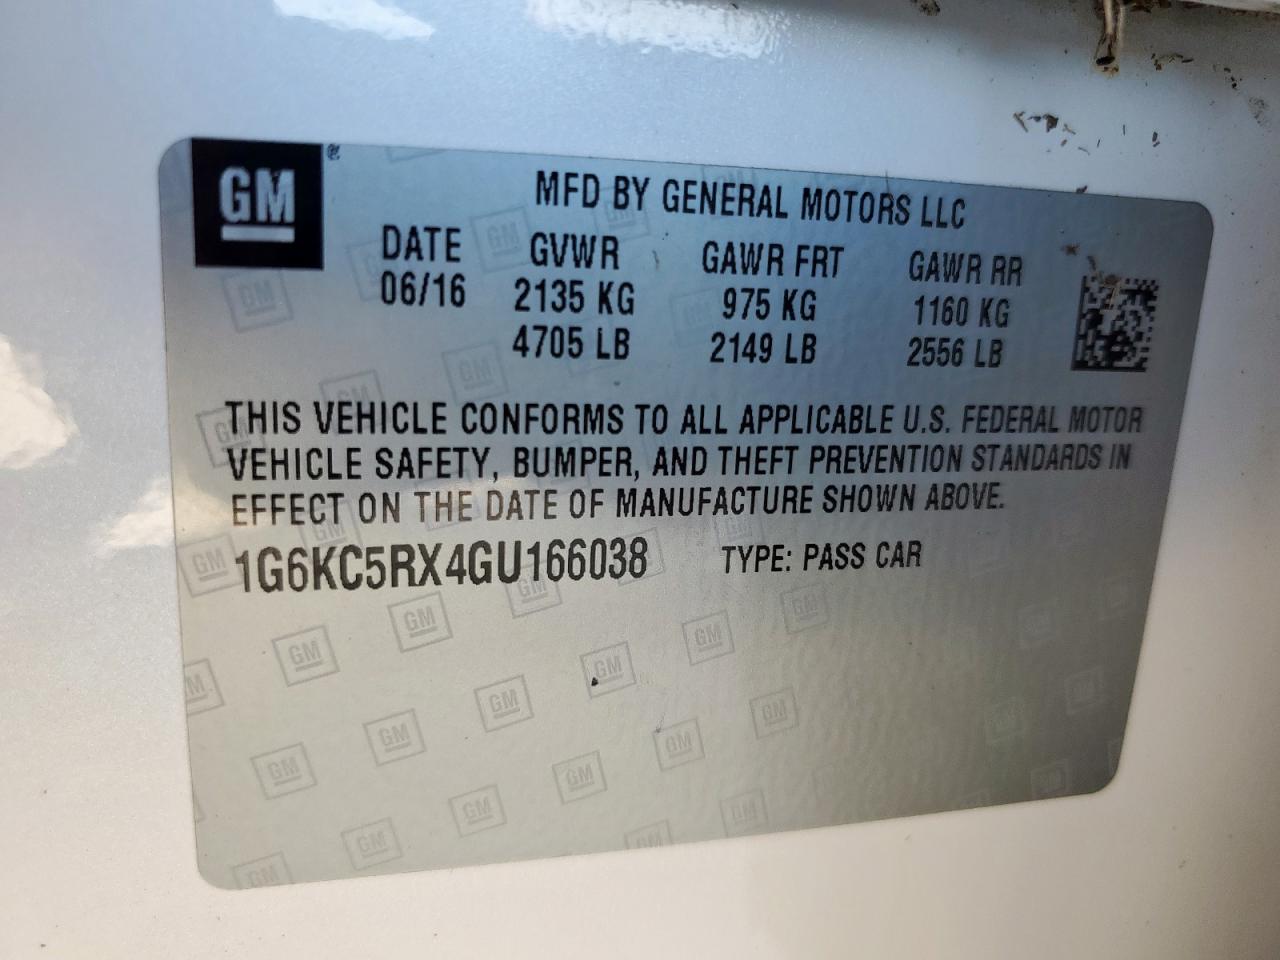 GM ®
MFD BY GENERAL MOTORS LLC
DATE GVWR GAWR FRT GAWR RR
06/16 2135 KG 975 KG 1160 KG
4705 LB 2149 LB 2556 LB
THIS VEHICLE CONFORMS TO ALL APPLICABLE U.S. FEDERAL MOTOR
VEHICLE SAFETY, BUMPER, AND THEFT PREVENTION STANDARDS IN
EFFECT ON THE DATE OF MANUFACTURE SHOWN ABOVE.
1G6KC5RX4GU166038 TYPE: PASS CAR